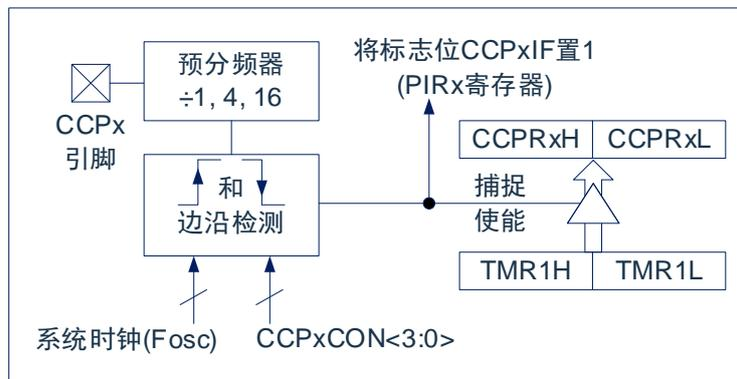 预分频器
÷1, 4, 16
CCPx
引脚
将标志位CCPxIF置1
(PIRx寄存器)
CCPRxH
CCPRxL
和
边沿检测
捕捉
使能
TMR1H
TMR1L
系统时钟(Fosc)
CCPxCON<3:0>